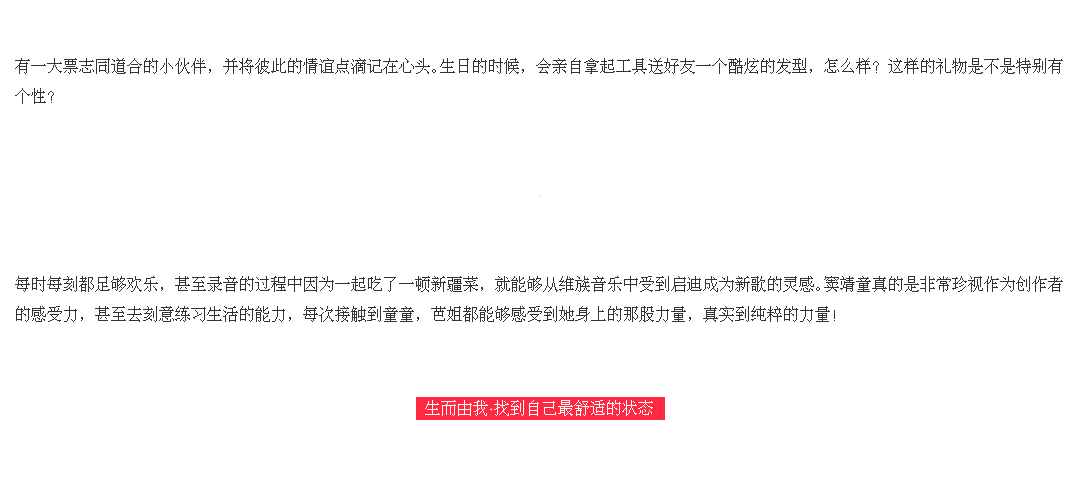 有一大票志同道合的小伙伴，并将彼此的情谊点滴记在心头。生日的时候，会亲自拿起工具送好友一个酷炫的发型，怎么样？这样的礼物是不是特别有
个性？
每时每刻都足够欢乐，甚至录音的过程中因为一起吃了一顿新疆菜，就能够从维族音乐中受到启迪成为新歌的灵感。窦靖童真的是非常珍视作为创作者
的感受力，甚至去刻意练习生活的能力，每次接触到童童，芭姐都能够感受到她身上的那股力量，真实到纯粹的力量！
生而由我·找到自己最舒适的状态